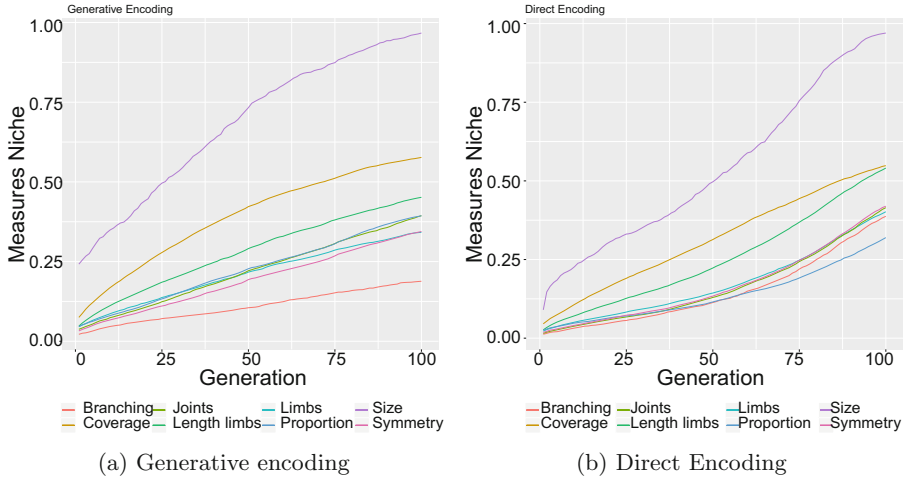 Generative Encoding
Measures Niche
1.00
0.75
0.50
0.25
0.00
0 25 50 75 100
Generation
Branching Joints Limbs Size
Coverage Length limbs Proportion Symmetry
(a) Generative encoding
Direct Encoding
Measures Niche
1.00
0.75
0.50
0.25
0.00
0 25 50 75 100
Generation
Branching Joints Limbs Size
Coverage Length limbs Proportion Symmetry
(b) Direct Encoding